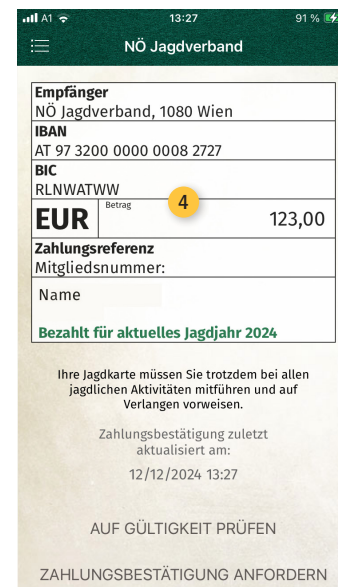 A1 13:27 91 %
NÖ Jagdverband
Empfänger
NÖ Jagdverband, 1080 Wien
IBAN
AT 97 3200 0000 0008 2727
BIC
RLNWATWW
4
EUR Betrag 123,00
Zahlungsreferenz
Mitgliedsnummer:
Name
Bezahlt für aktuelles Jagdjahr 2024
Ihre Jagdkarte müssen Sie trotzdem bei allen
jagdlichen Aktivitäten mitführen und auf
Verlangen vorweisen.
Zahlungsbestätigung zuletzt
aktualisiert am:
12/12/2024 13:27
AUF GÜLTIGKEIT PRÜFEN
ZAHLUNGSBESTÄTIGUNG ANFORDERN